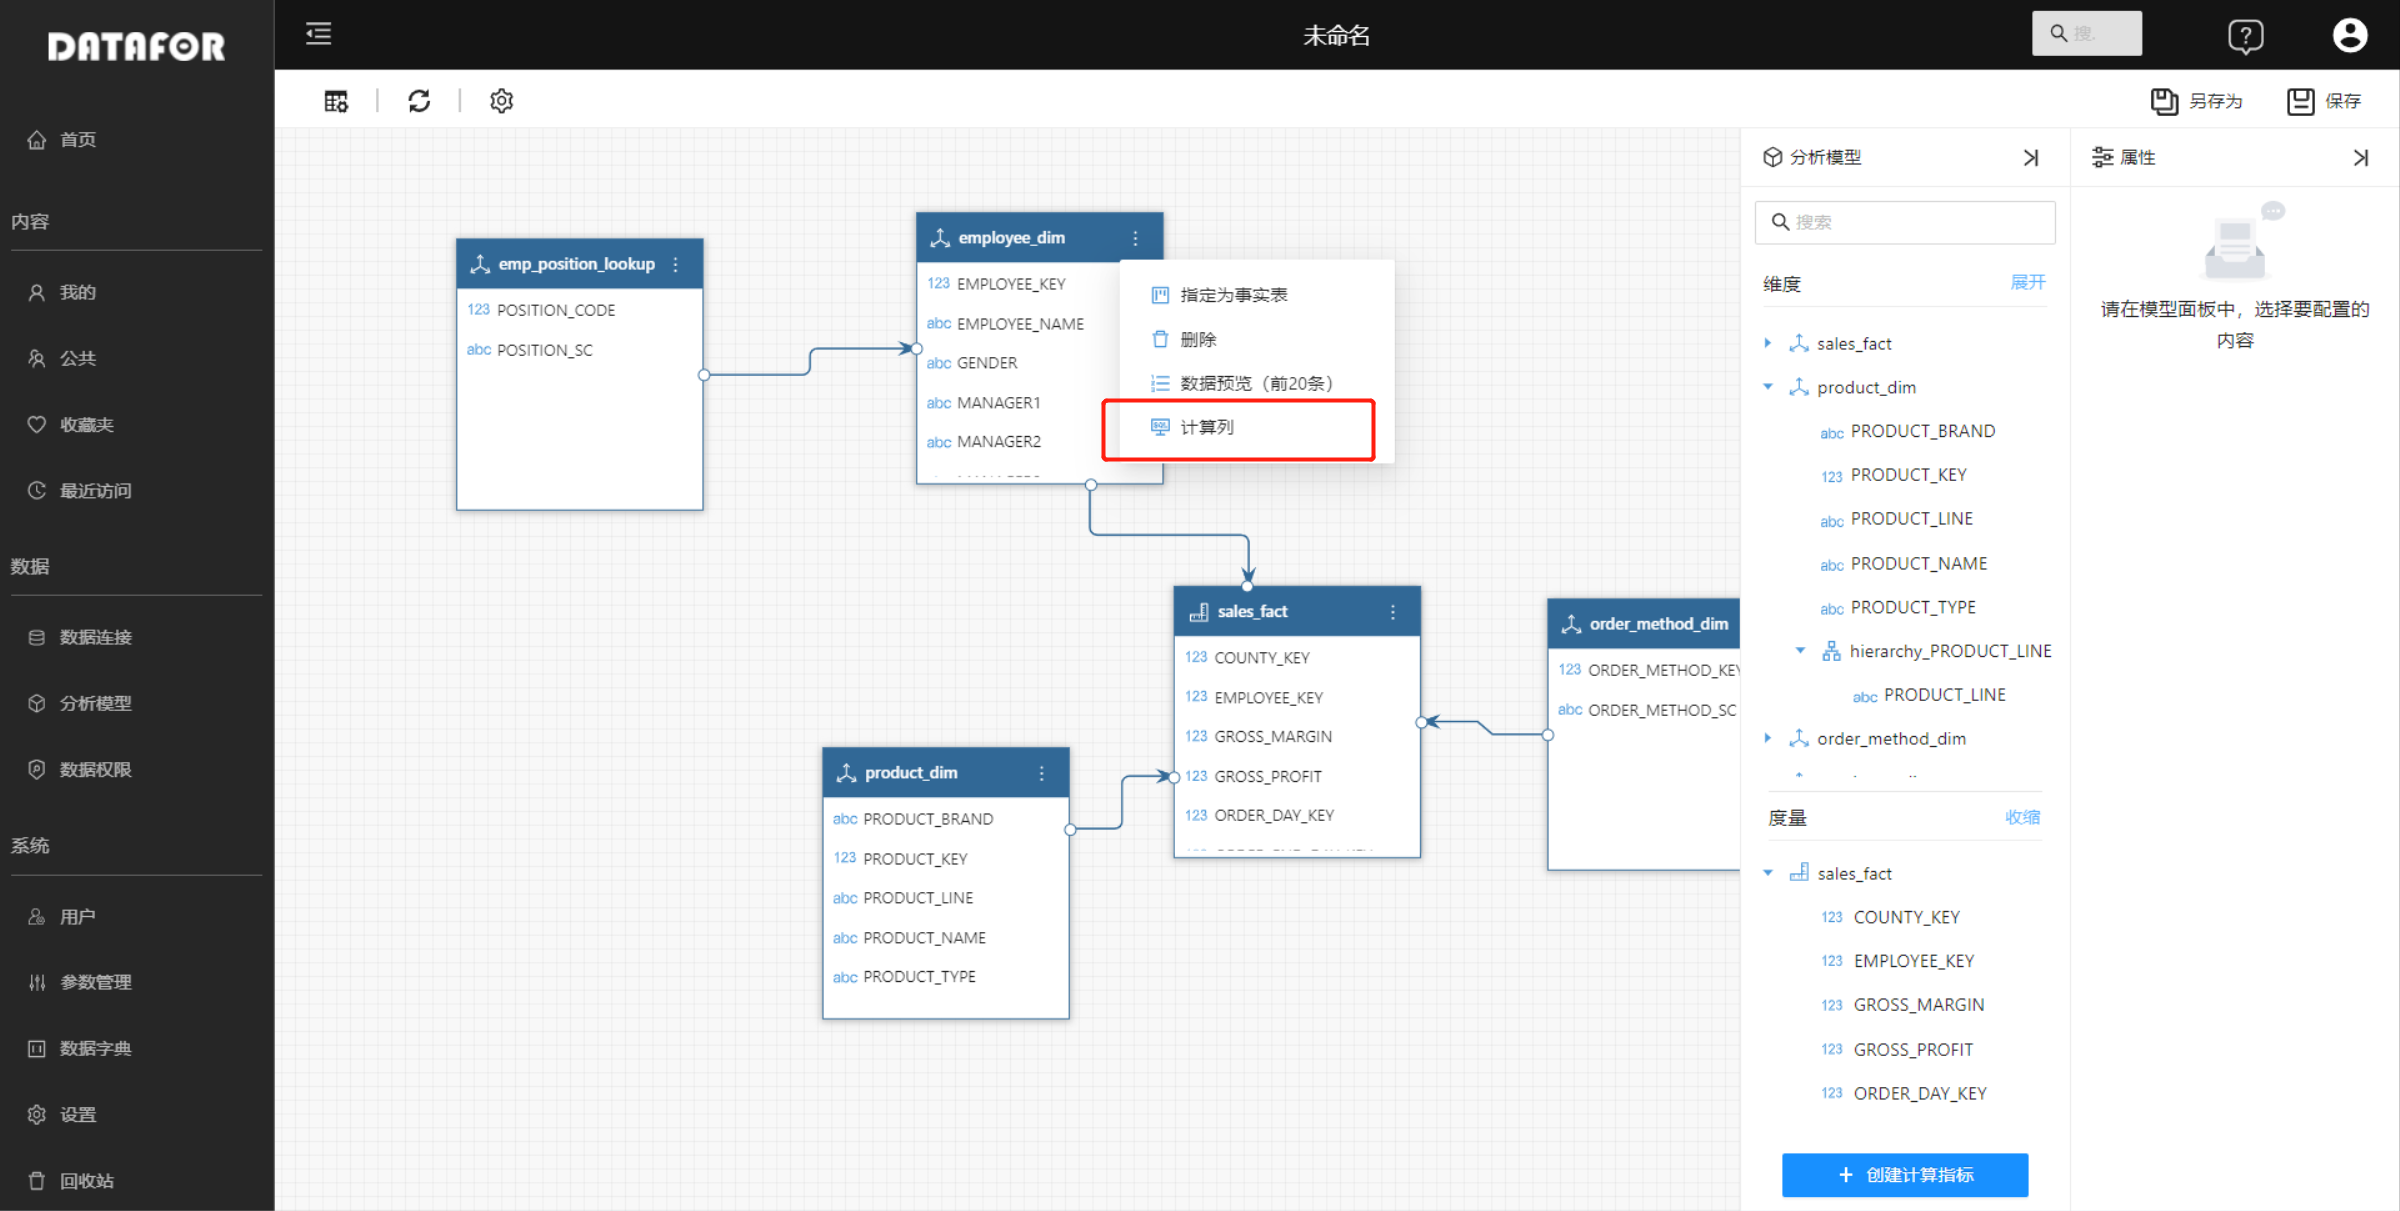 DATAFOR
未命名
搜
首页
内容
我的
公共
收藏夹
最近访问
数据
数据连接
分析模型
数据权限
系统
用户
参数管理
数据字典
设置
回收站
另存为
保存
emp_position_lookup
123 POSITION_CODE
abc POSITION_SC
employee_dim
123 EMPLOYEE_KEY
abc EMPLOYEE_NAME
abc GENDER
abc MANAGER1
abc MANAGER2
指定为事实表
删除
数据预览（前20条）
计算列
sales_fact
123 COUNTY_KEY
123 EMPLOYEE_KEY
123 GROSS_MARGIN
123 GROSS_PROFIT
123 ORDER_DAY_KEY
order_method_dim
123 ORDER_METHOD_KEY
abc ORDER_METHOD_SC
product_dim
abc PRODUCT_BRAND
123 PRODUCT_KEY
abc PRODUCT_LINE
abc PRODUCT_NAME
abc PRODUCT_TYPE
分析模型
搜索
维度 展开
sales_fact
product_dim
abc PRODUCT_BRAND
123 PRODUCT_KEY
abc PRODUCT_LINE
abc PRODUCT_NAME
abc PRODUCT_TYPE
hierarchy_PRODUCT_LINE
abc PRODUCT_LINE
order_method_dim
度量 收缩
sales_fact
123 COUNTY_KEY
123 EMPLOYEE_KEY
123 GROSS_MARGIN
123 GROSS_PROFIT
123 ORDER_DAY_KEY
+ 创建计算指标
属性
请在模型面板中，选择要配置的
内容